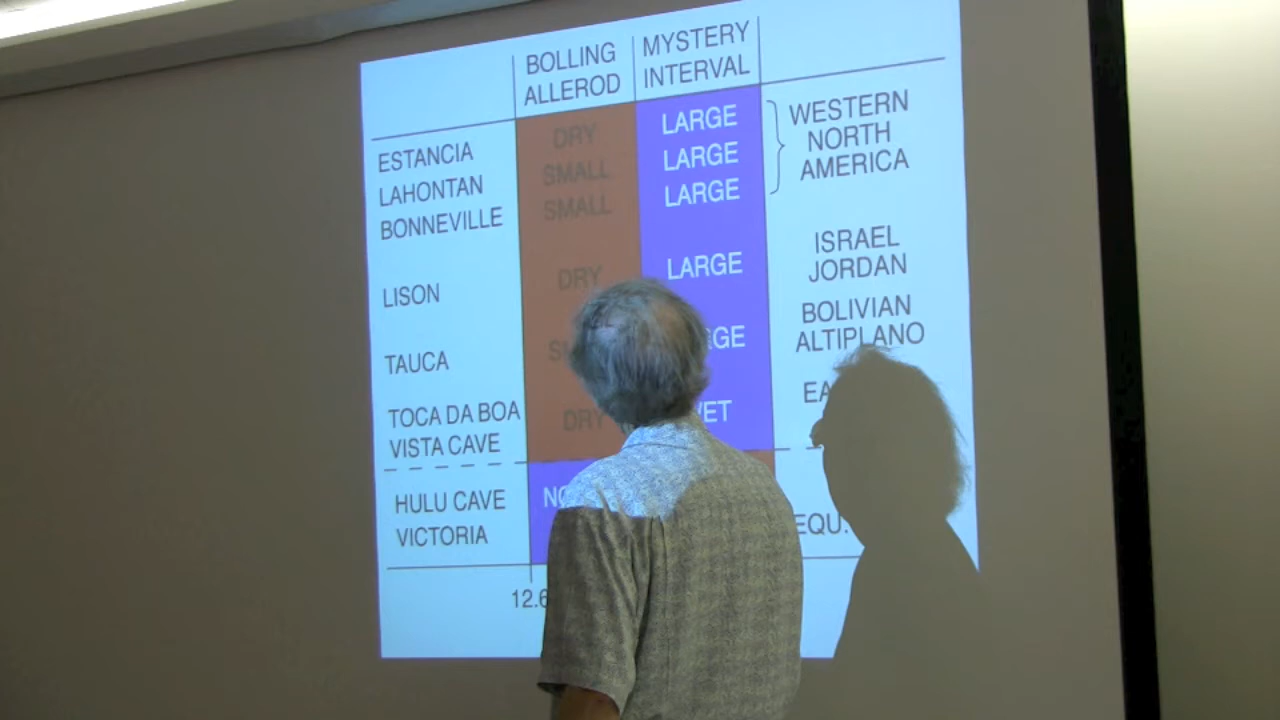 BOLLING MYSTERY
ALLEROD INTERVAL
ESTANCIA DRY LARGE WESTERN
LAHONTAN SMALL LARGE NORTH
BONNEVILLE SMALL LARGE AMERICA
LISON DRY LARGE ISRAEL
JORDAN
TAUCA BOLIVIAN
ALTIPLANO
TOCA DA BOA DRY
VISTA CAVE
HULU CAVE
VICTORIA EQU.